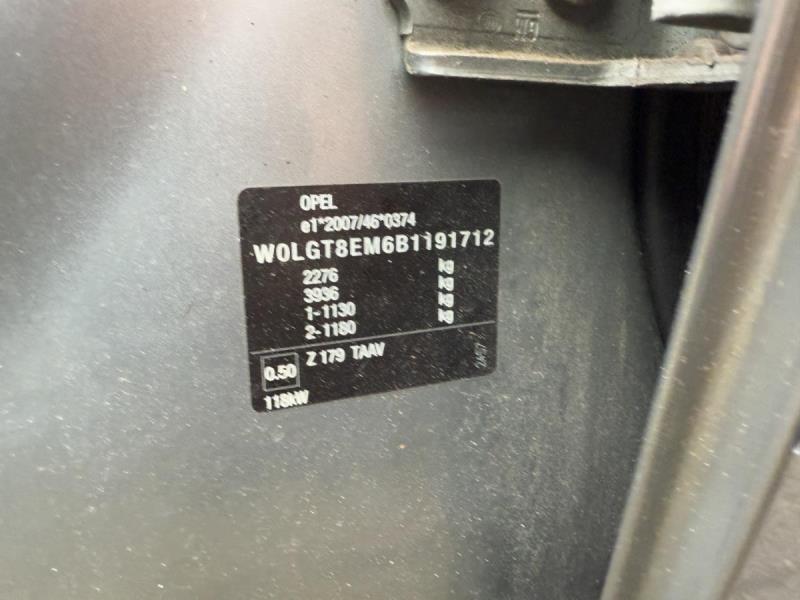 OPEL
e1*2007/46*0374
W0LGT8EM6B1191712
2276 kg
3936 kg
1-1130 kg
2-1180 kg
0.50 Z 179 TAAV
118kW